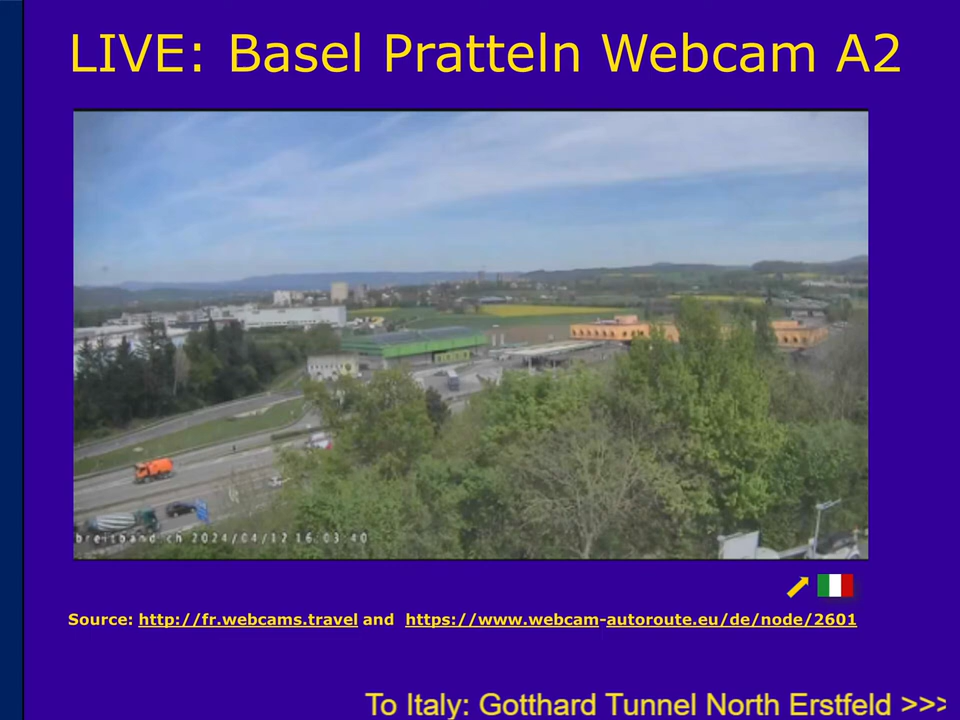 LIVE: Basel Pratteln Webcam A2
breitband.ch 2024/04/12 16:03:40
Source: http://fr.webcams.travel and https://www.webcam-autoroute.eu/de/node/2601
To Italy: Gotthard Tunnel North Erstfeld >>>